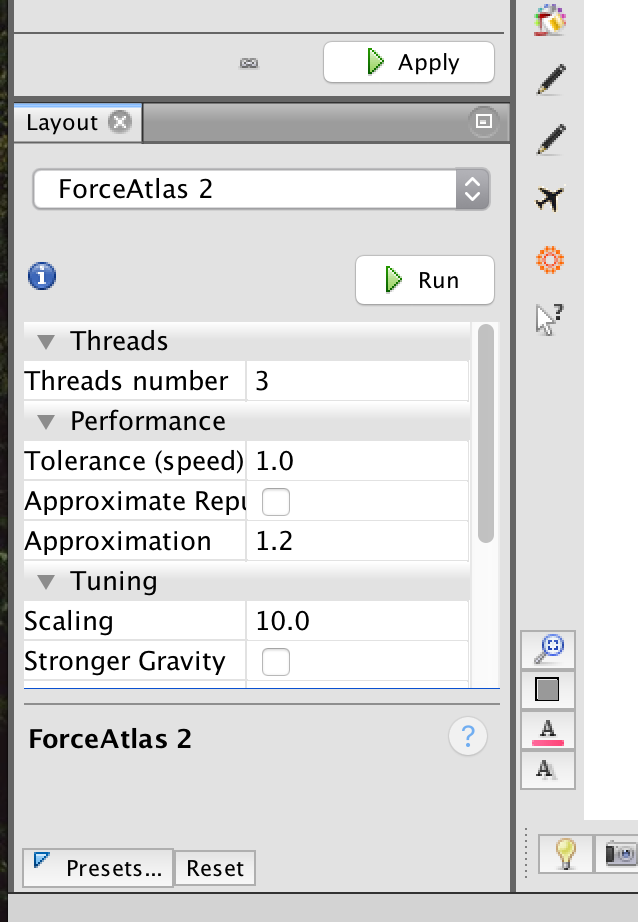 Apply
Layout
ForceAtlas 2
Run
Threads
Threads number 3
Performance
Tolerance (speed) 1.0
Approximate Repu
Approximation 1.2
Tuning
Scaling 10.0
Stronger Gravity
ForceAtlas 2
?
Presets...
Reset